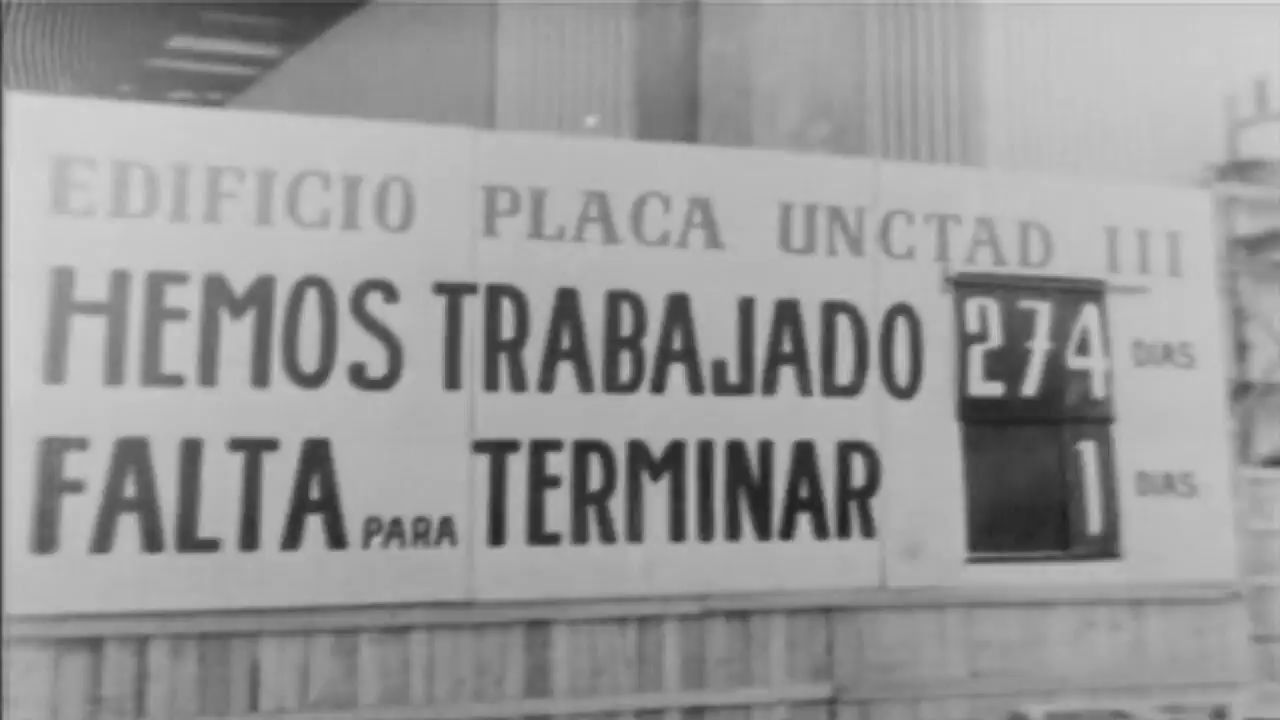 EDIFICIO PLACA UNCTAD III
HEMOS TRABAJADO 274 DIAS
FALTA PARA TERMINAR 1 DIAS